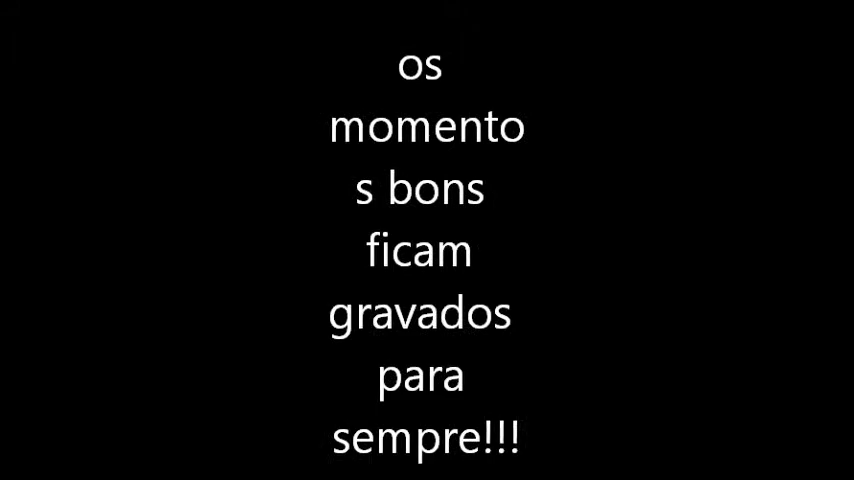 os
momento
s bons
ficam
gravados
para
sempre!!!